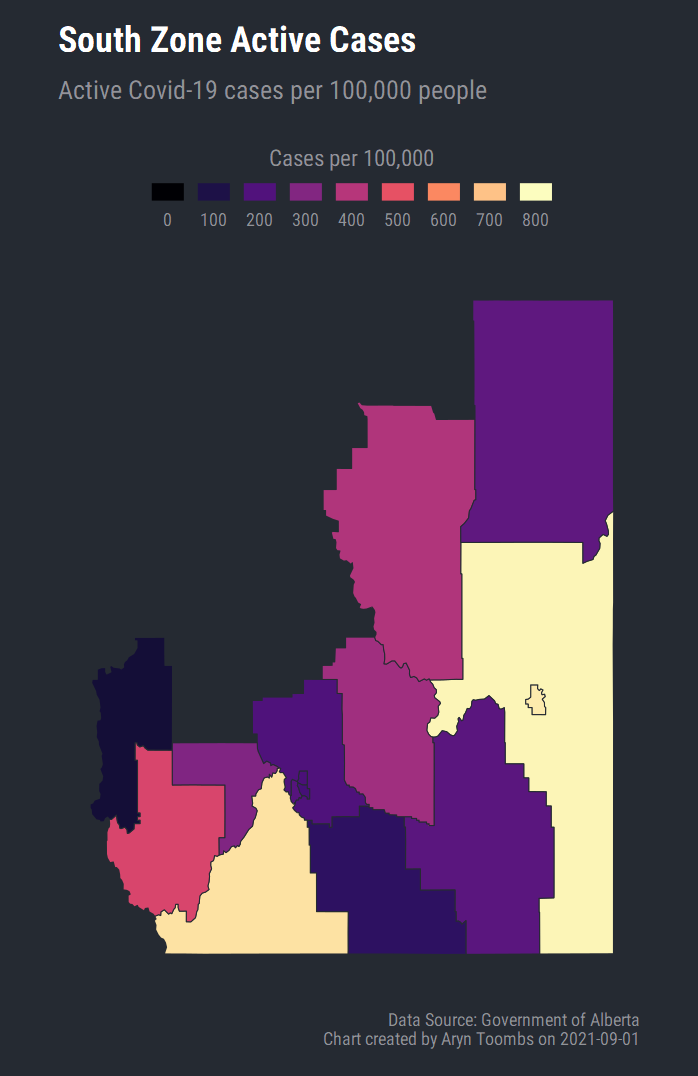 South Zone Active Cases
Active Covid-19 cases per 100,000 people
Cases per 100,000
0 100 200 300 400 500 600 700 800
Data Source: Government of Alberta
Chart created by Aryn Toombs on 2021-09-01